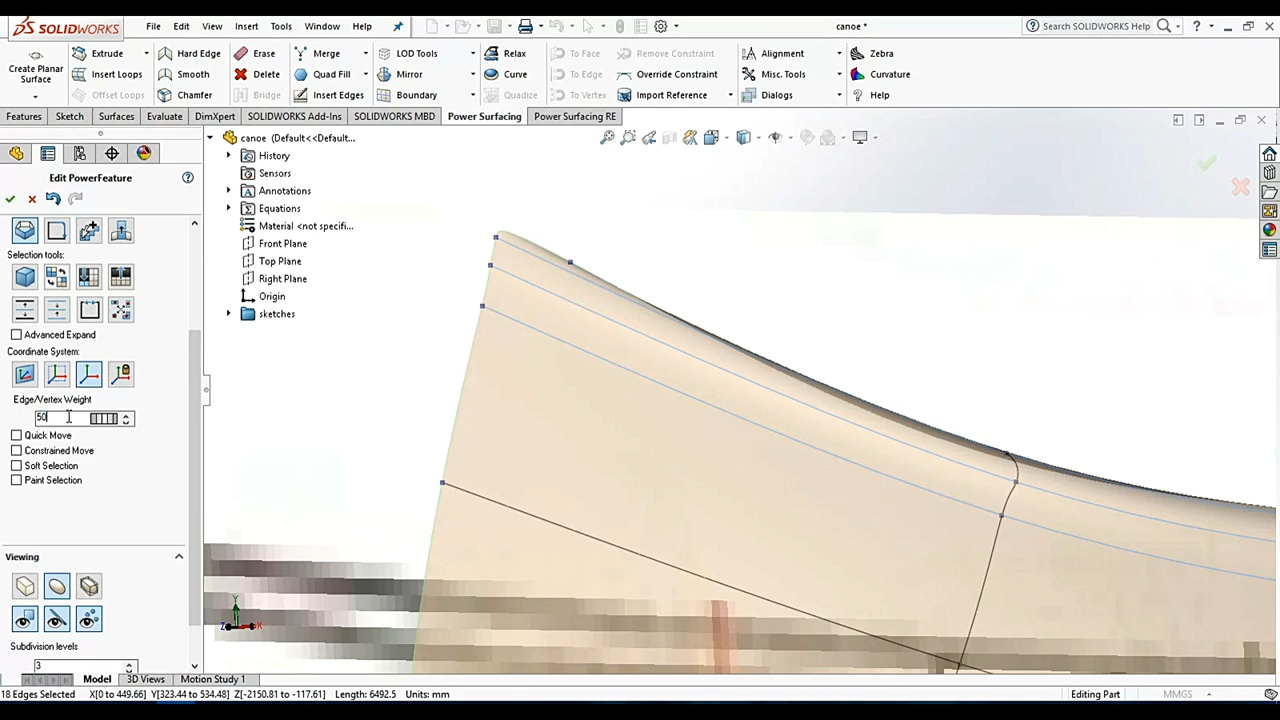 SOLIDWORKS File Edit View Insert Tools Window Help canoe * Search SOLIDWORKS Help
Create Planar Surface
Extrude Hard Edge Erase Merge LOD Tools Relax To Face Remove Constraint Alignment Zebra
Insert Loops Smooth Delete Quad Fill Mirror Curve To Edge Override Constraint Misc. Tools Curvature
Offset Loops Chamfer Bridge Insert Edges Boundary Quadize To Vertex Import Reference Dialogs Help
Features Sketch Surfaces Evaluate DimXpert SOLIDWORKS Add-Ins SOLIDWORKS MBD Power Surfacing Power Surfacing RE
canoe (Default<<Default...
History
Sensors
Annotations
Equations
Material <not specifi...
Front Plane
Top Plane
Right Plane
Origin
sketches
Edit PowerFeature
Selection tools:
Advanced Expand
Coordinate System:
Edge/Vertex Weight
50
Quick Move
Constrained Move
Soft Selection
Paint Selection
Viewing
Subdivision levels
3
Y
Z X
Model 3D Views Motion Study 1
18 Edges Selected X[0 to 449.66] Y[323.44 to 534.48] Z[-2150.81 to -117.61] Length: 6492.5 Units: mm Editing Part MMGS